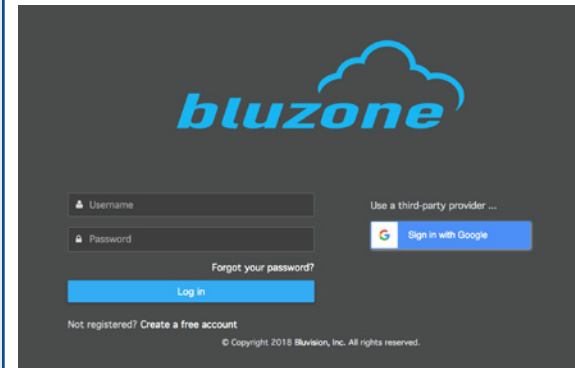 bluzone
Username
Password
Forgot your password?
Log in
Not registered? Create a free account
Use a third-party provider ...
Sign in with Google
© Copyright 2018 Bluvision, Inc. All rights reserved.